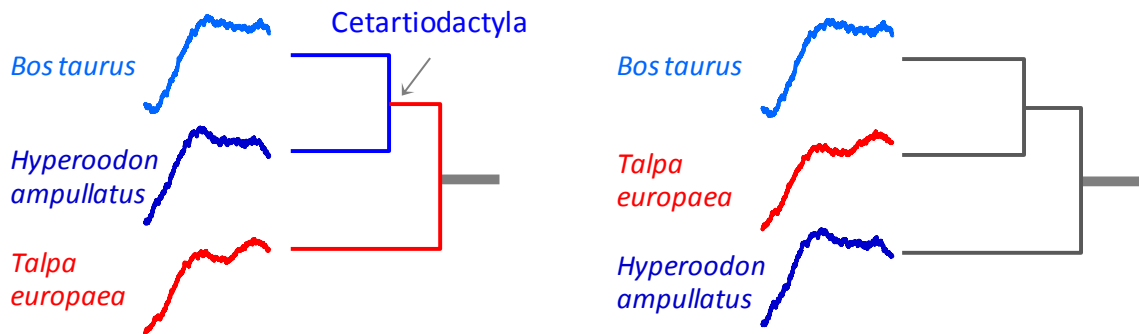 Cetartiodactyla
Bos taurus
Hyperoodon
ampullatus
Talpa
europaea
Bos taurus
Talpa
europaea
Hyperoodon
ampullatus